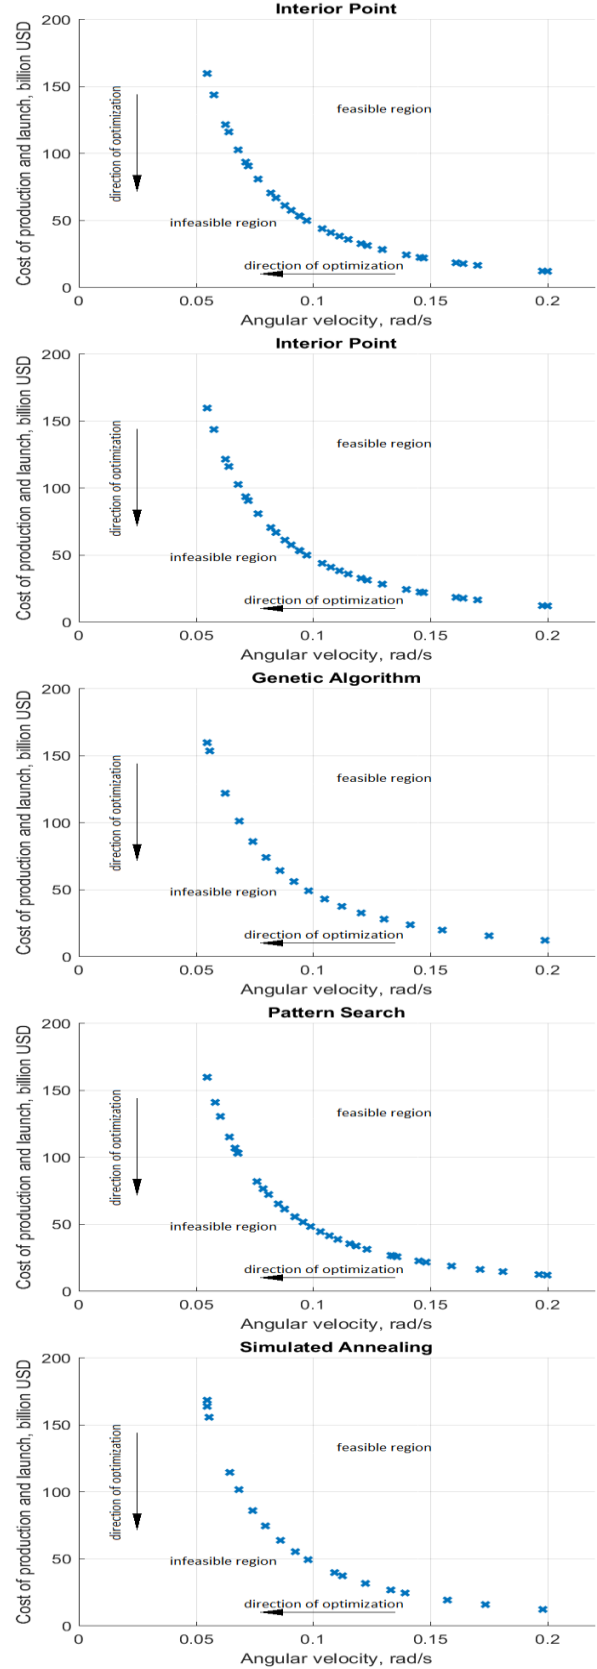 Interior Point
200
150
100
50
0
Cost of production and launch, billion USD
direction of optimization
feasible region
infeasible region
direction of optimization
0
0.05
0.1
0.15
0.2
Angular velocity, rad/s
Interior Point
200
150
100
50
0
Cost of production and launch, billion USD
direction of optimization
feasible region
infeasible region
direction of optimization
0
0.05
0.1
0.15
0.2
Angular velocity, rad/s
Genetic Algorithm
200
150
100
50
0
Cost of production and launch, billion USD
direction of optimization
feasible region
infeasible region
direction of optimization
0
0.05
0.1
0.15
0.2
Angular velocity, rad/s
Pattern Search
200
150
100
50
0
Cost of production and launch, billion USD
direction of optimization
feasible region
infeasible region
direction of optimization
0
0.05
0.1
0.15
0.2
Angular velocity, rad/s
Simulated Annealing
200
150
100
50
0
Cost of production and launch, billion USD
direction of optimization
feasible region
infeasible region
direction of optimization
0
0.05
0.1
0.15
0.2
Angular velocity, rad/s